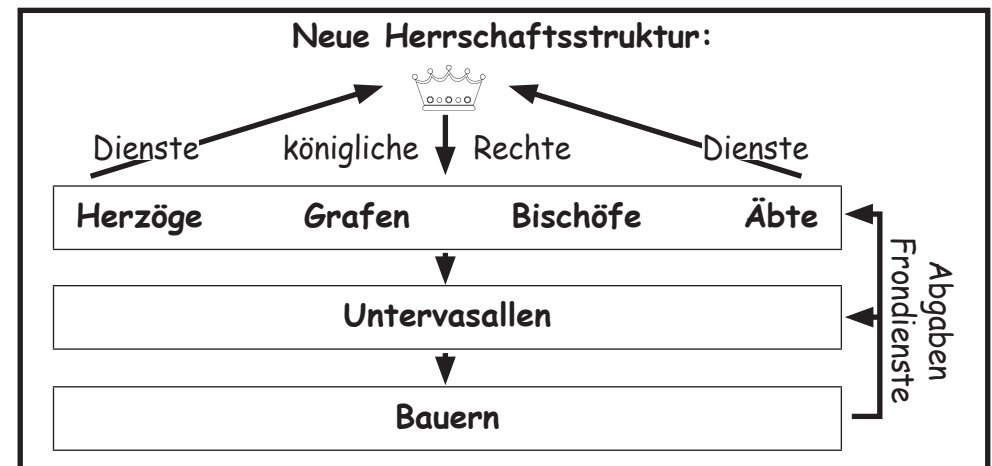 Neue Herrschaftsstruktur:
Dienste königliche Rechte Dienste
Herzöge Grafen Bischöfe Äbte
Abgaben
Frondienste
Untervasallen
Bauern